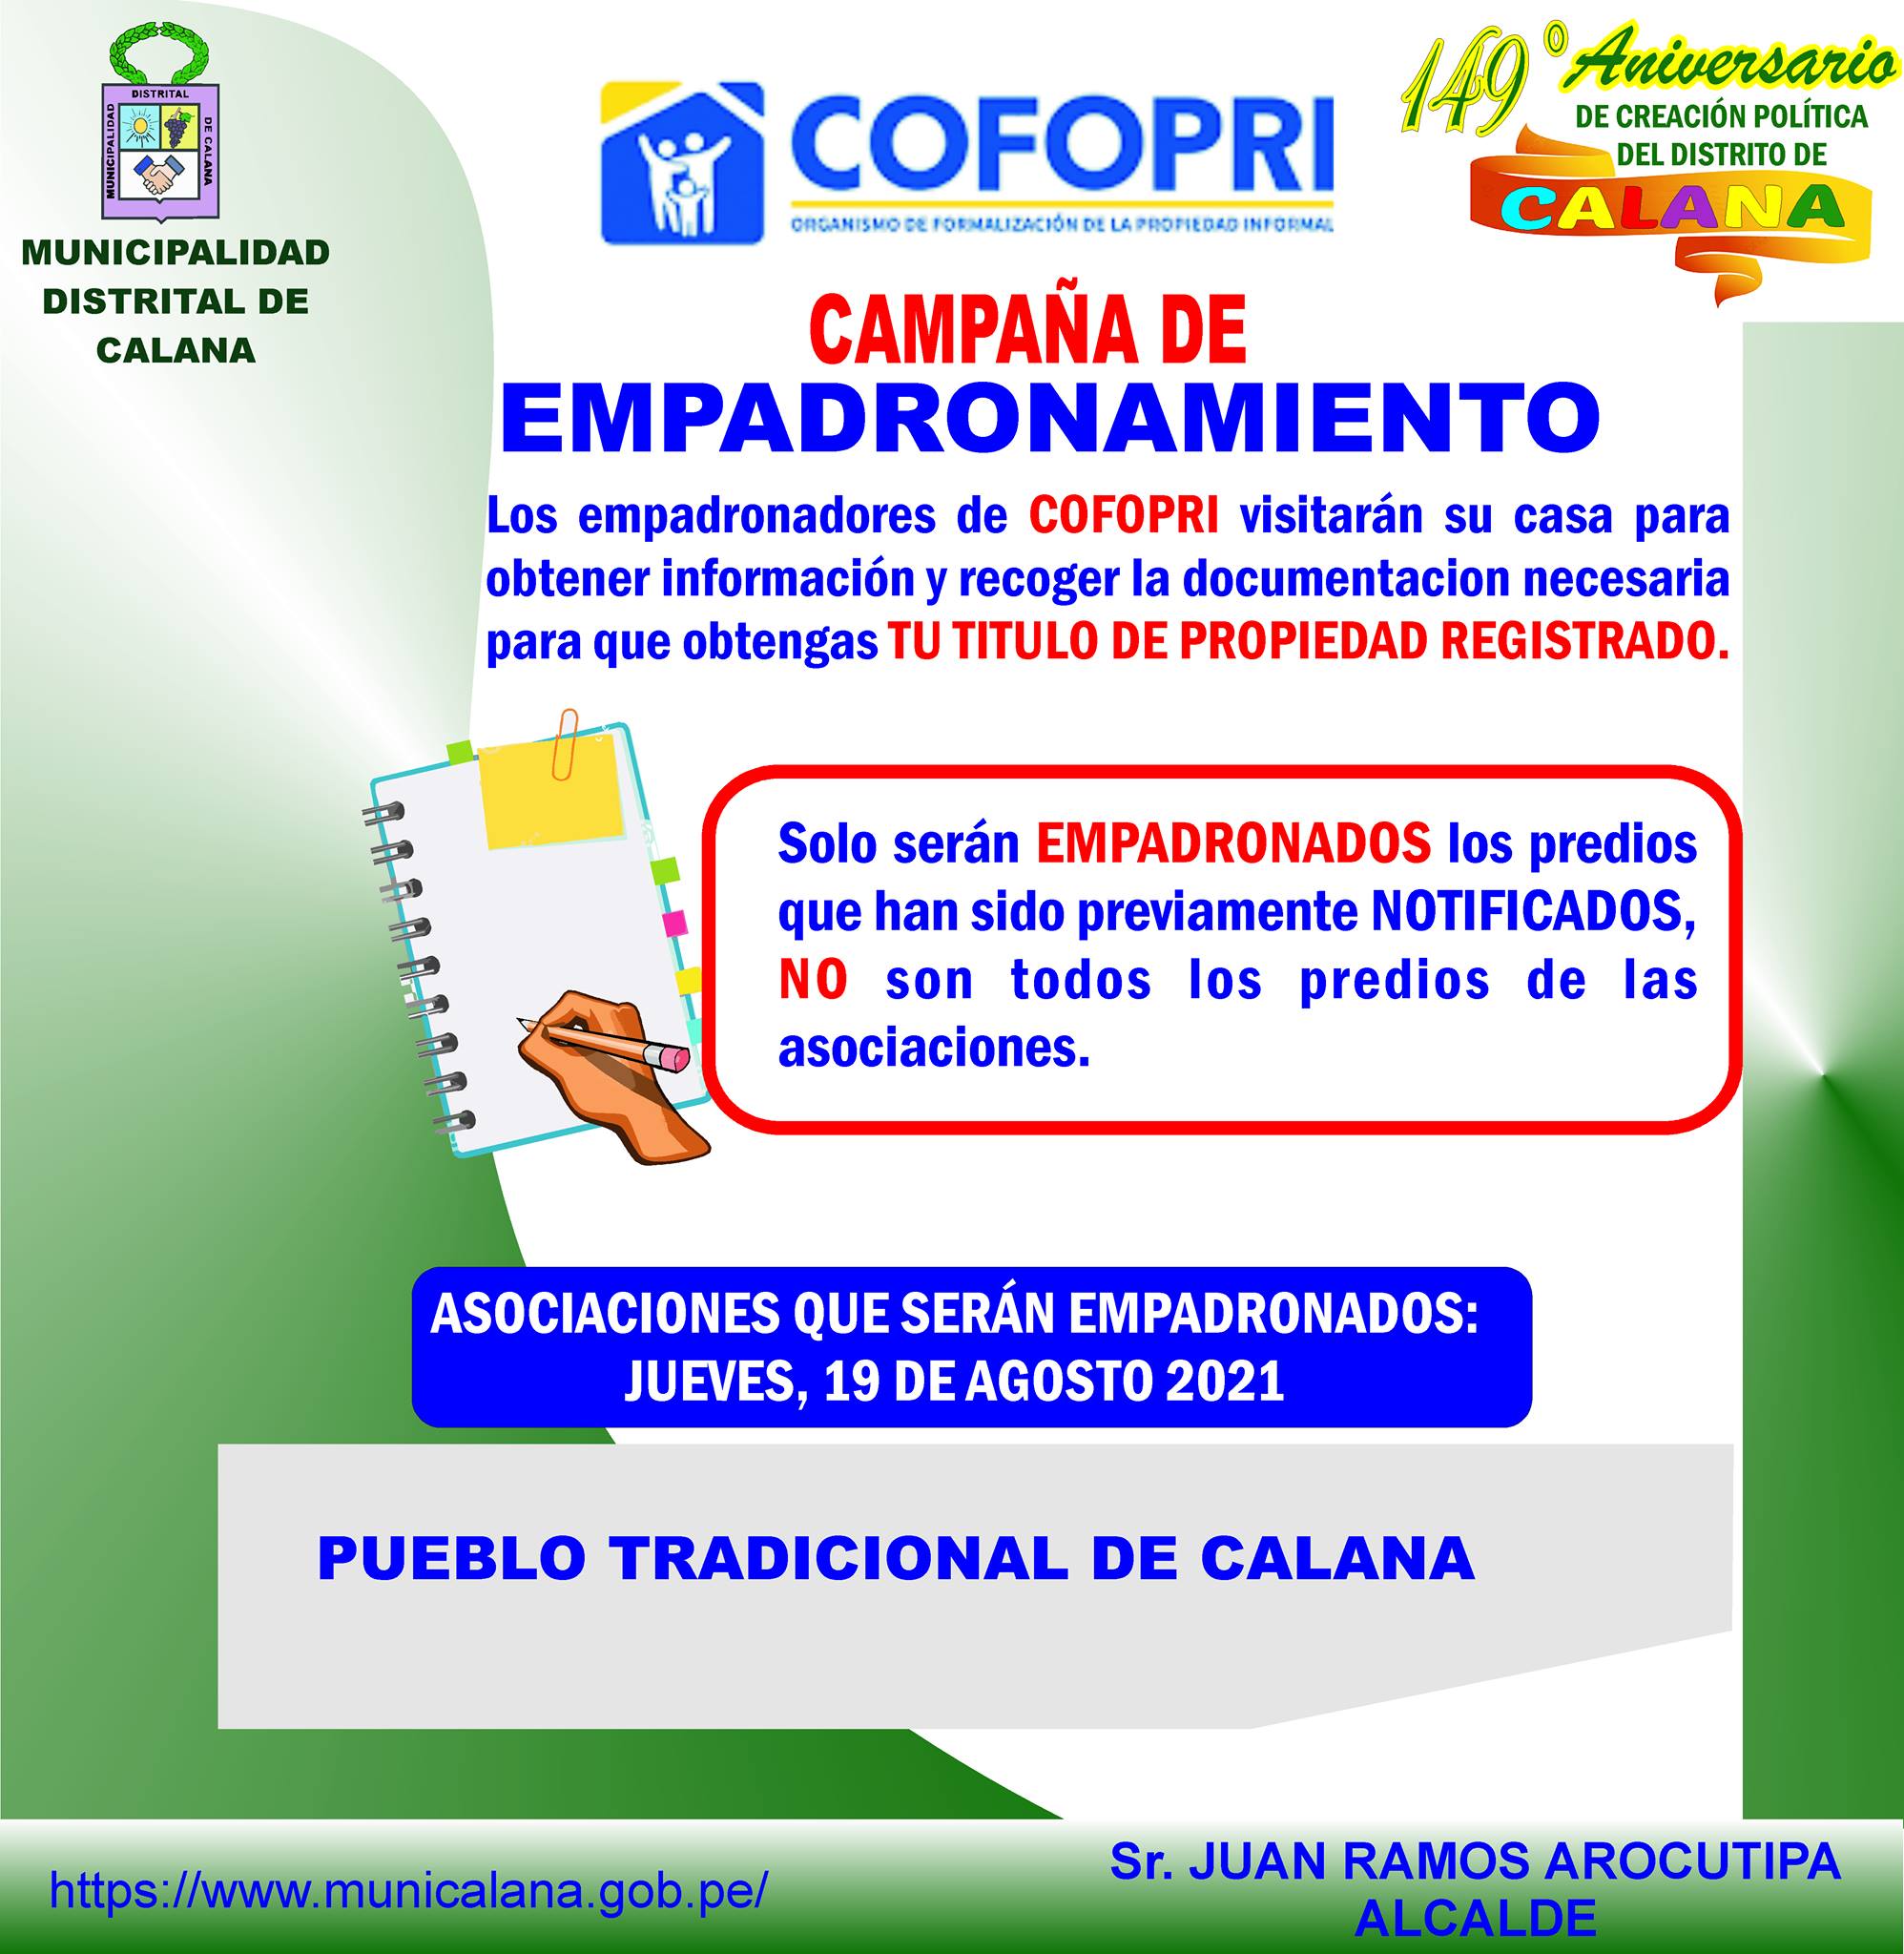 DISTRITAL
MUNICIPALIDAD
DE CALANA
MUNICIPALIDAD
DISTRITAL DE
CALANA
COFOPRI
ORGANISMO DE FORMALIZACIÓN DE LA PROPIEDAD INFORMAL
149° Aniversario
DE CREACIÓN POLÍTICA
DEL DISTRITO DE
CALANA
CAMPAÑA DE
EMPADRONAMIENTO
Los empadronadores de COFOPRI visitarán su casa para
obtener información y recoger la documentacion necesaria
para que obtengas TU TITULO DE PROPIEDAD REGISTRADO.
Solo serán EMPADRONADOS los predios
que han sido previamente NOTIFICADOS,
NO son todos los predios de las
asociaciones.
ASOCIACIONES QUE SERÁN EMPADRONADOS:
JUEVES, 19 DE AGOSTO 2021
PUEBLO TRADICIONAL DE CALANA
https://www.municalana.gob.pe/
Sr. JUAN RAMOS AROCUTIPA
ALCALDE